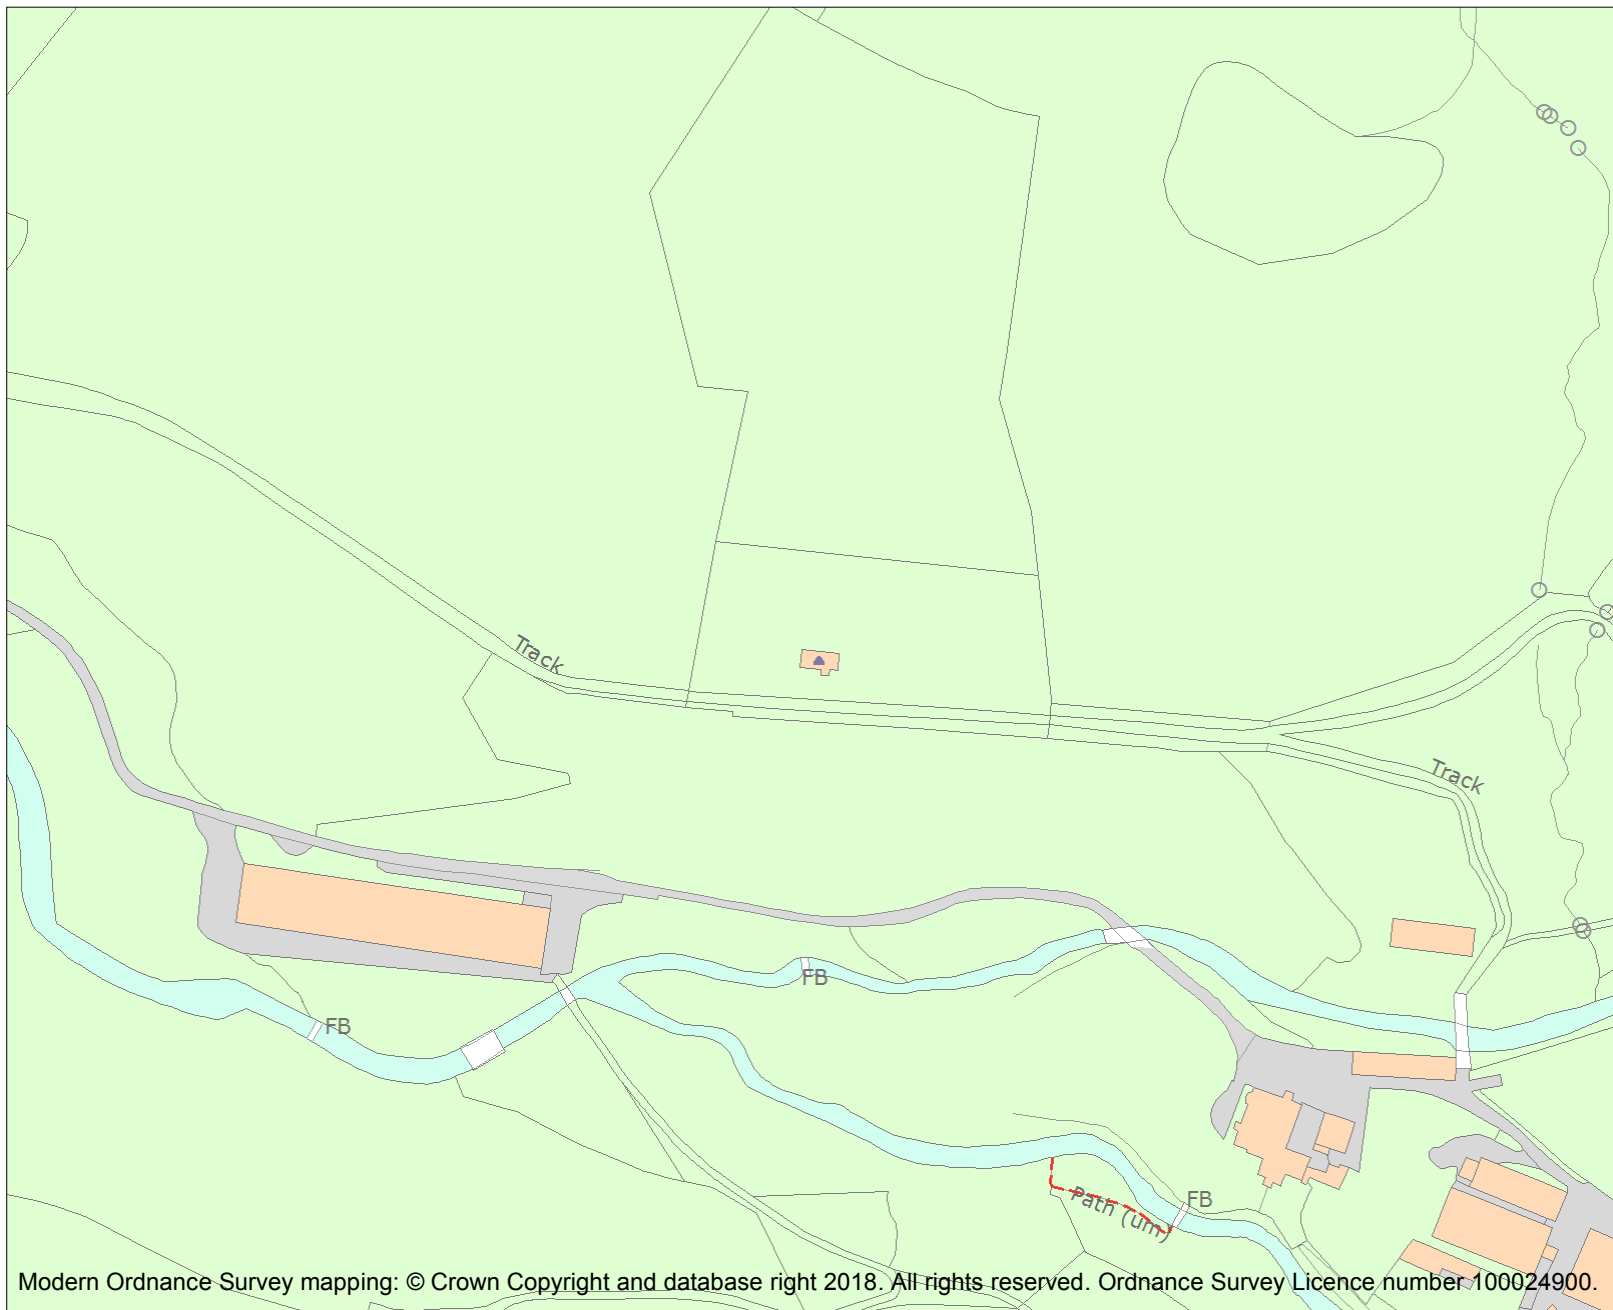 Track
Track
FB
FB
Path (um)
FB
Modern Ordnance Survey mapping: © Crown Copyright and database right 2018. All rights reserved. Ordnance Survey Licence number 100024900.